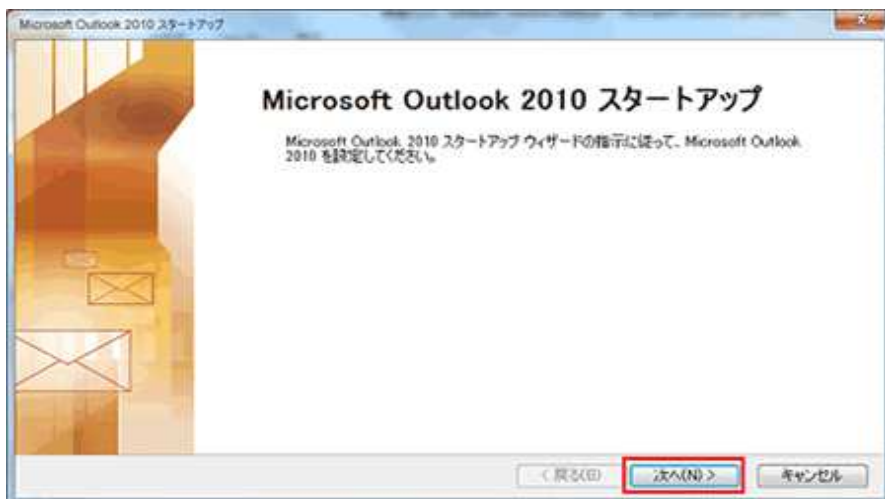 Microsoft Outlook 2010 スタートアップ
Microsoft Outlook 2010 スタートアップ
Microsoft Outlook 2010 スタートアップ ウィザードの指示に従って、Microsoft Outlook
2010 を設定してください。
< 戻る(B) 次へ(N) > キャンセル